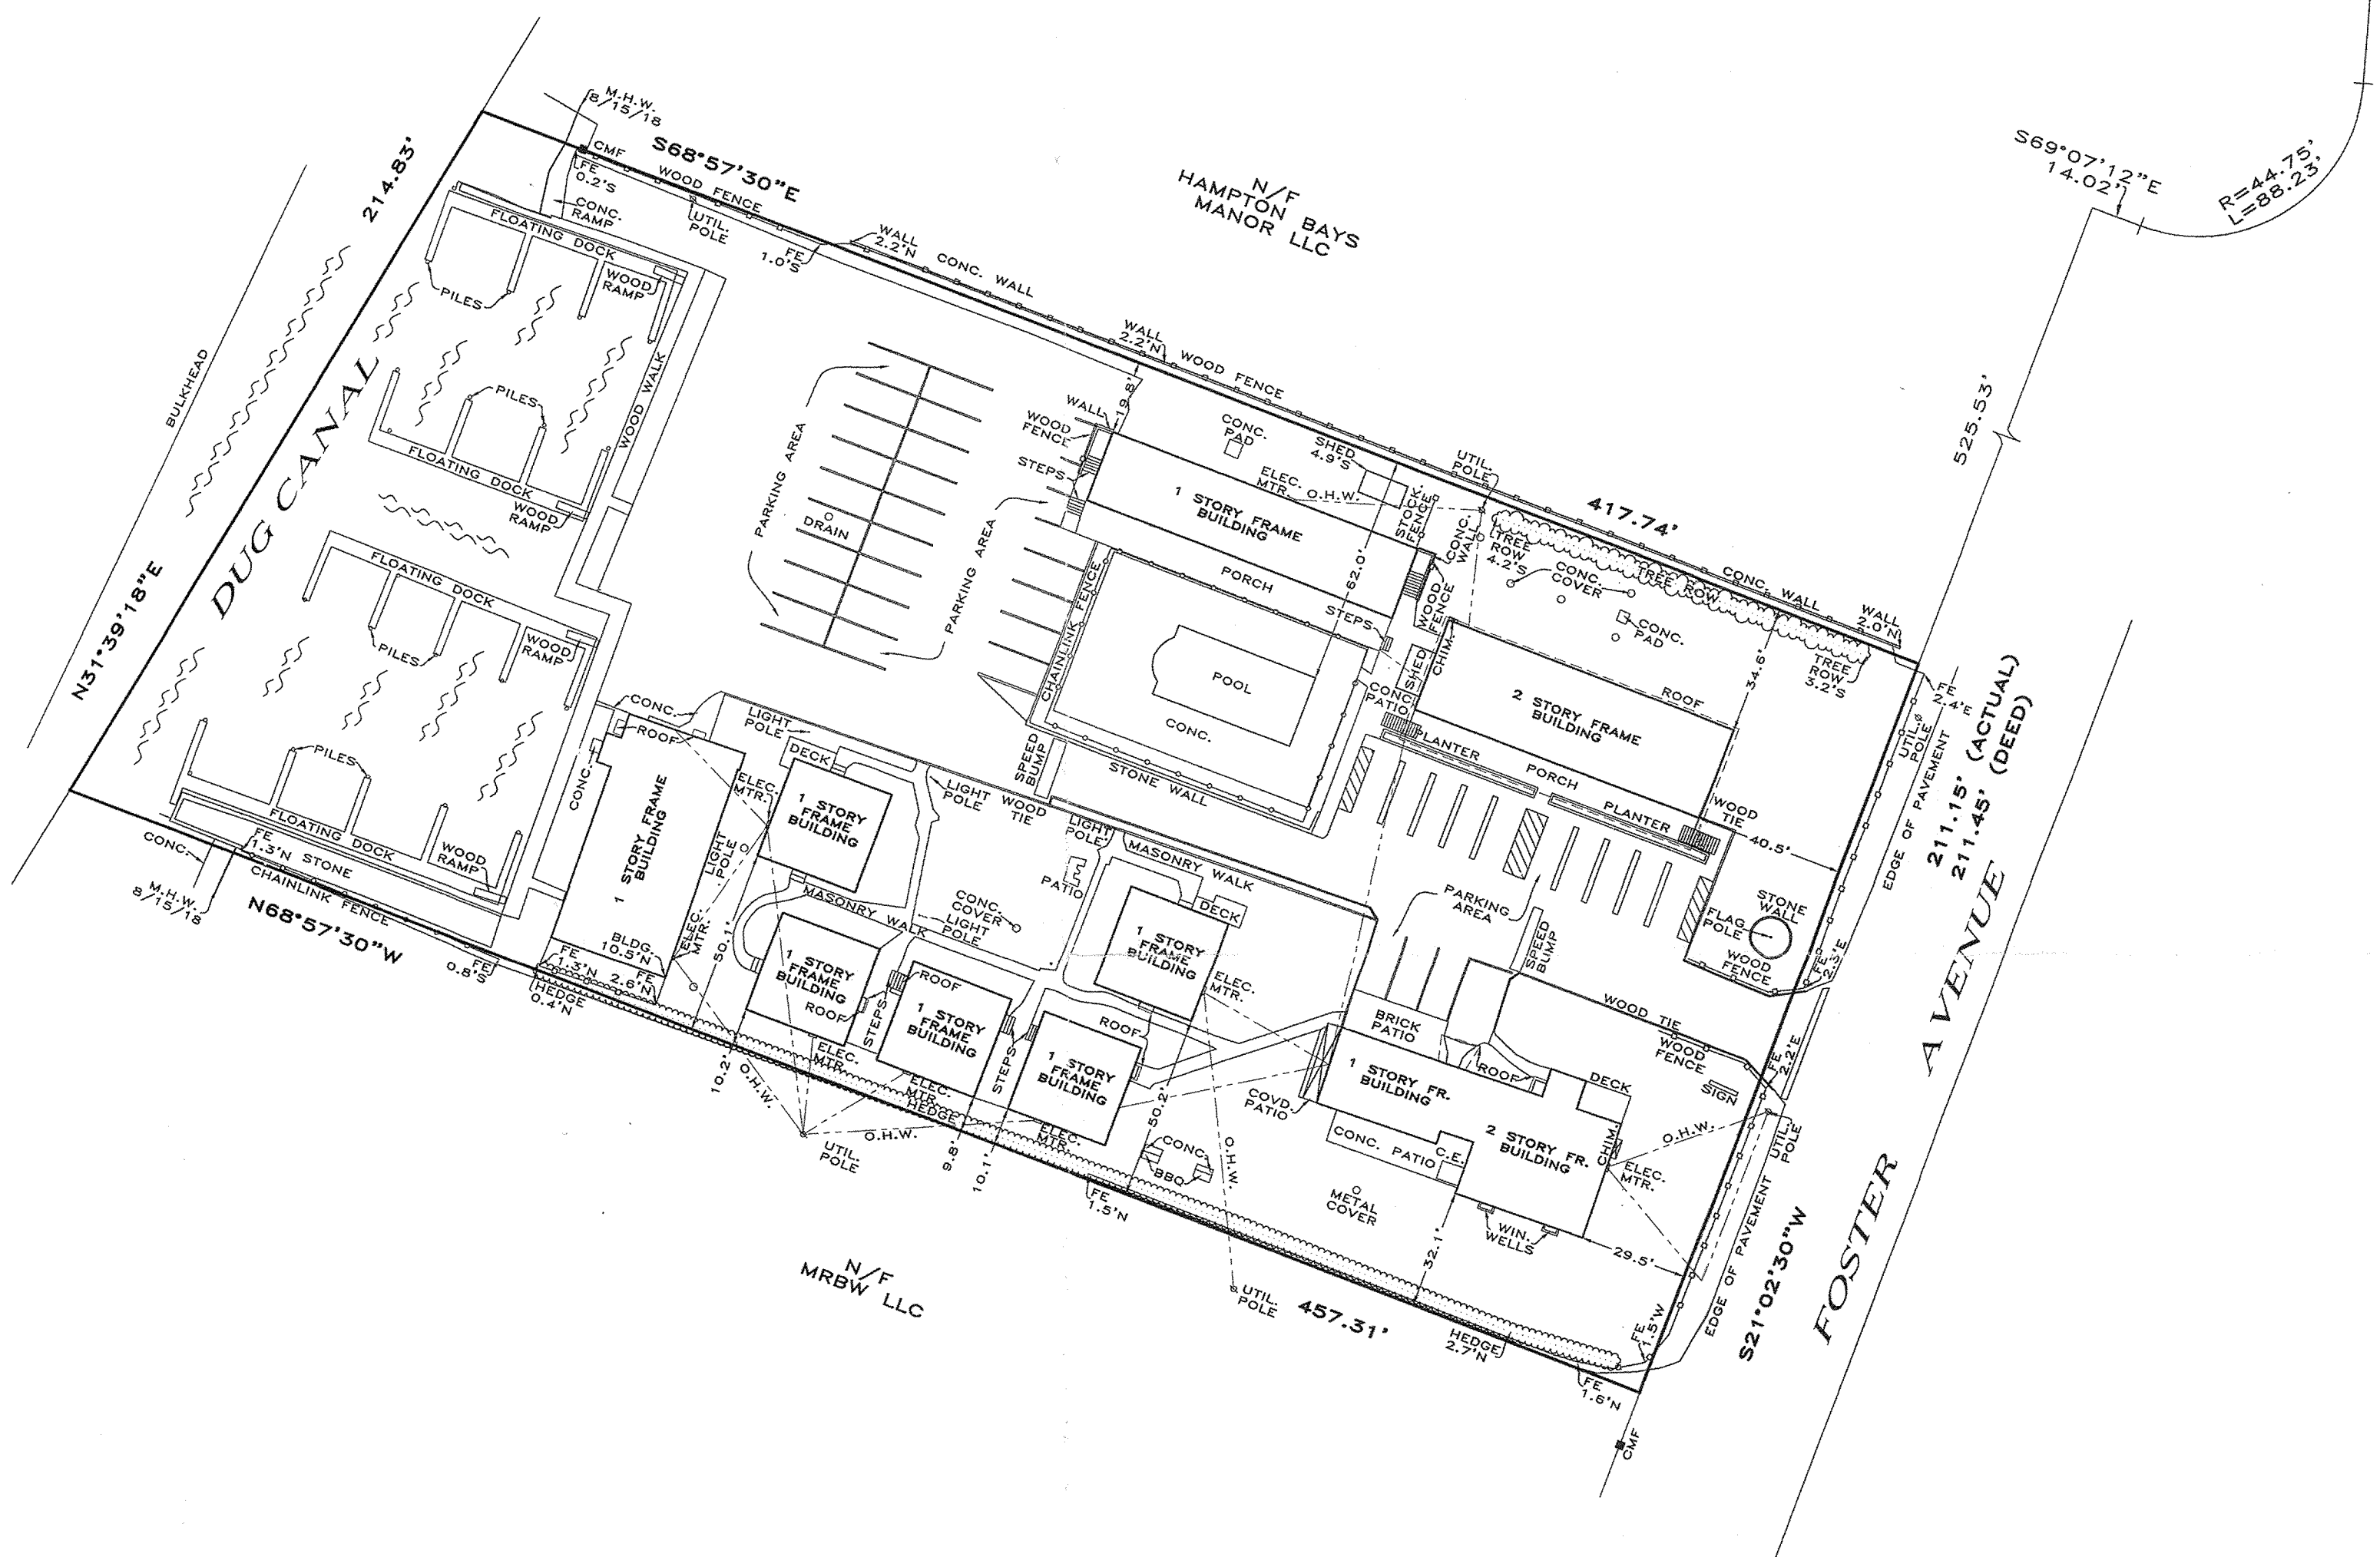 M.H.W.
8/15/18
CMF
S68°57'30"E
FE
0.2'S
WOOD FENCE
CONC.
RAMP
UTIL.
POLE
FE
1.0'S
WALL
2.2'N
CONC. WALL
N/F
HAMPTON BAYS
MANOR LLC
S69°07'12"E
14.02'
R=44.75'
L=88.23'
525.53'
214.83'
BULKHEAD
DUG CANAL
N31°39'18"E
FLOATING DOCK
WOOD
RAMP
PILES
WOOD WALK
PILES
FLOATING DOCK
WOOD
RAMP
FLOATING DOCK
WOOD
RAMP
PILES
PILES
FLOATING DOCK
WOOD
RAMP
CONC.
FE
1.3'N
STONE
CHAINLINK FENCE
M.H.W.
8/15/18
N68°57'30"W
FE
0.8'S
WALL
2.2'N
WOOD FENCE
19.8'
PARKING AREA
DRAIN
PARKING AREA
WALL
WOOD
FENCE
STEPS
CONC.
PAD
SHED
4.9'S
ELEC.
MTR.
O.H.W.
UTIL.
POLE
417.74'
1 STORY FRAME
BUILDING
PORCH
STOCK.
FENCE
CONC.
WALL
TREE
ROW
4.2'S
CONC.
COVER
TREE ROW
CONC. WALL
WALL
2.0'N
CONC.
PAD
TREE
ROW
3.2'S
62.0'
STEPS
WOOD
FENCE
CHAINLINK FENCE
POOL
CONC.
CONC.
PATIO
SHED
CHIM.
ROOF
34.6'
2 STORY FRAME
BUILDING
PORCH
PLANTER
PLANTER
WOOD
TIE
40.5'
FE
2.4'E
UTIL.
POLE
EDGE OF PAVEMENT
211.15' (ACTUAL)
211.45' (DEED)
STONE WALL
SPEED
BUMP
CONC.
ROOF
LIGHT
POLE
DECK
CONC.
1 STORY FRAME
BUILDING
ELEC.
MTR.
LIGHT
POLE
1 STORY
FRAME
BUILDING
LIGHT
POLE
WOOD
TIE
LIGHT
POLE
MASONRY WALK
PATIO
MASONRY WALK
CONC.
COVER
LIGHT
POLE
DECK
1 STORY
FRAME
BUILDING
ELEC.
MTR.
PARKING
AREA
SPEED
BUMP
STONE
WALL
FLAG
POLE
WOOD
FENCE
FE
2.3'E
BLDG.
10.5'N
FE
1.3'N
FE
2.6'N
HEDGE
0.4'N
ELEC.
MTR.
50.1'
1 STORY
FRAME
BUILDING
ROOF
STEPS
ROOF
1 STORY
FRAME
BUILDING
STEPS
1 STORY
FRAME
BUILDING
ROOF
ELEC.
MTR.
ELEC.
MTR.
HEDGE
ELEC.
MTR.
10.2'
O.H.W.
UTIL.
POLE
O.H.W.
9.8'
10.1'
50.2'
CONC.
BBQ
O.H.W.
FE
1.5'N
BRICK
PATIO
1 STORY FR.
BUILDING
COVD.
PATIO
CONC. PATIO
C.E.
ROOF
DECK
WOOD TIE
WOOD
FENCE
SIGN
FE
2.2'E
2 STORY FR.
BUILDING
CHIM.
ELEC.
MTR.
O.H.W.
UTIL.
POLE
METAL
COVER
WIN.
WELLS
32.1'
29.5'
EDGE OF PAVEMENT
S21°02'30"W
FOSTER AVENUE
N/F
MRBW LLC
UTIL.
POLE
457.31'
HEDGE
2.7'N
FE
1.5'W
FE
1.6'N
CMF